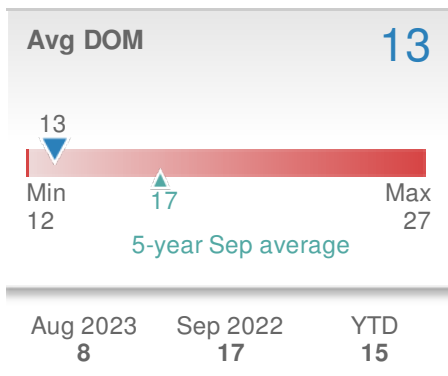 Avg DOM 13
13
Min Max
17
12 27
5-year Sep average
Aug 2023 Sep 2022 YTD
8 17 15